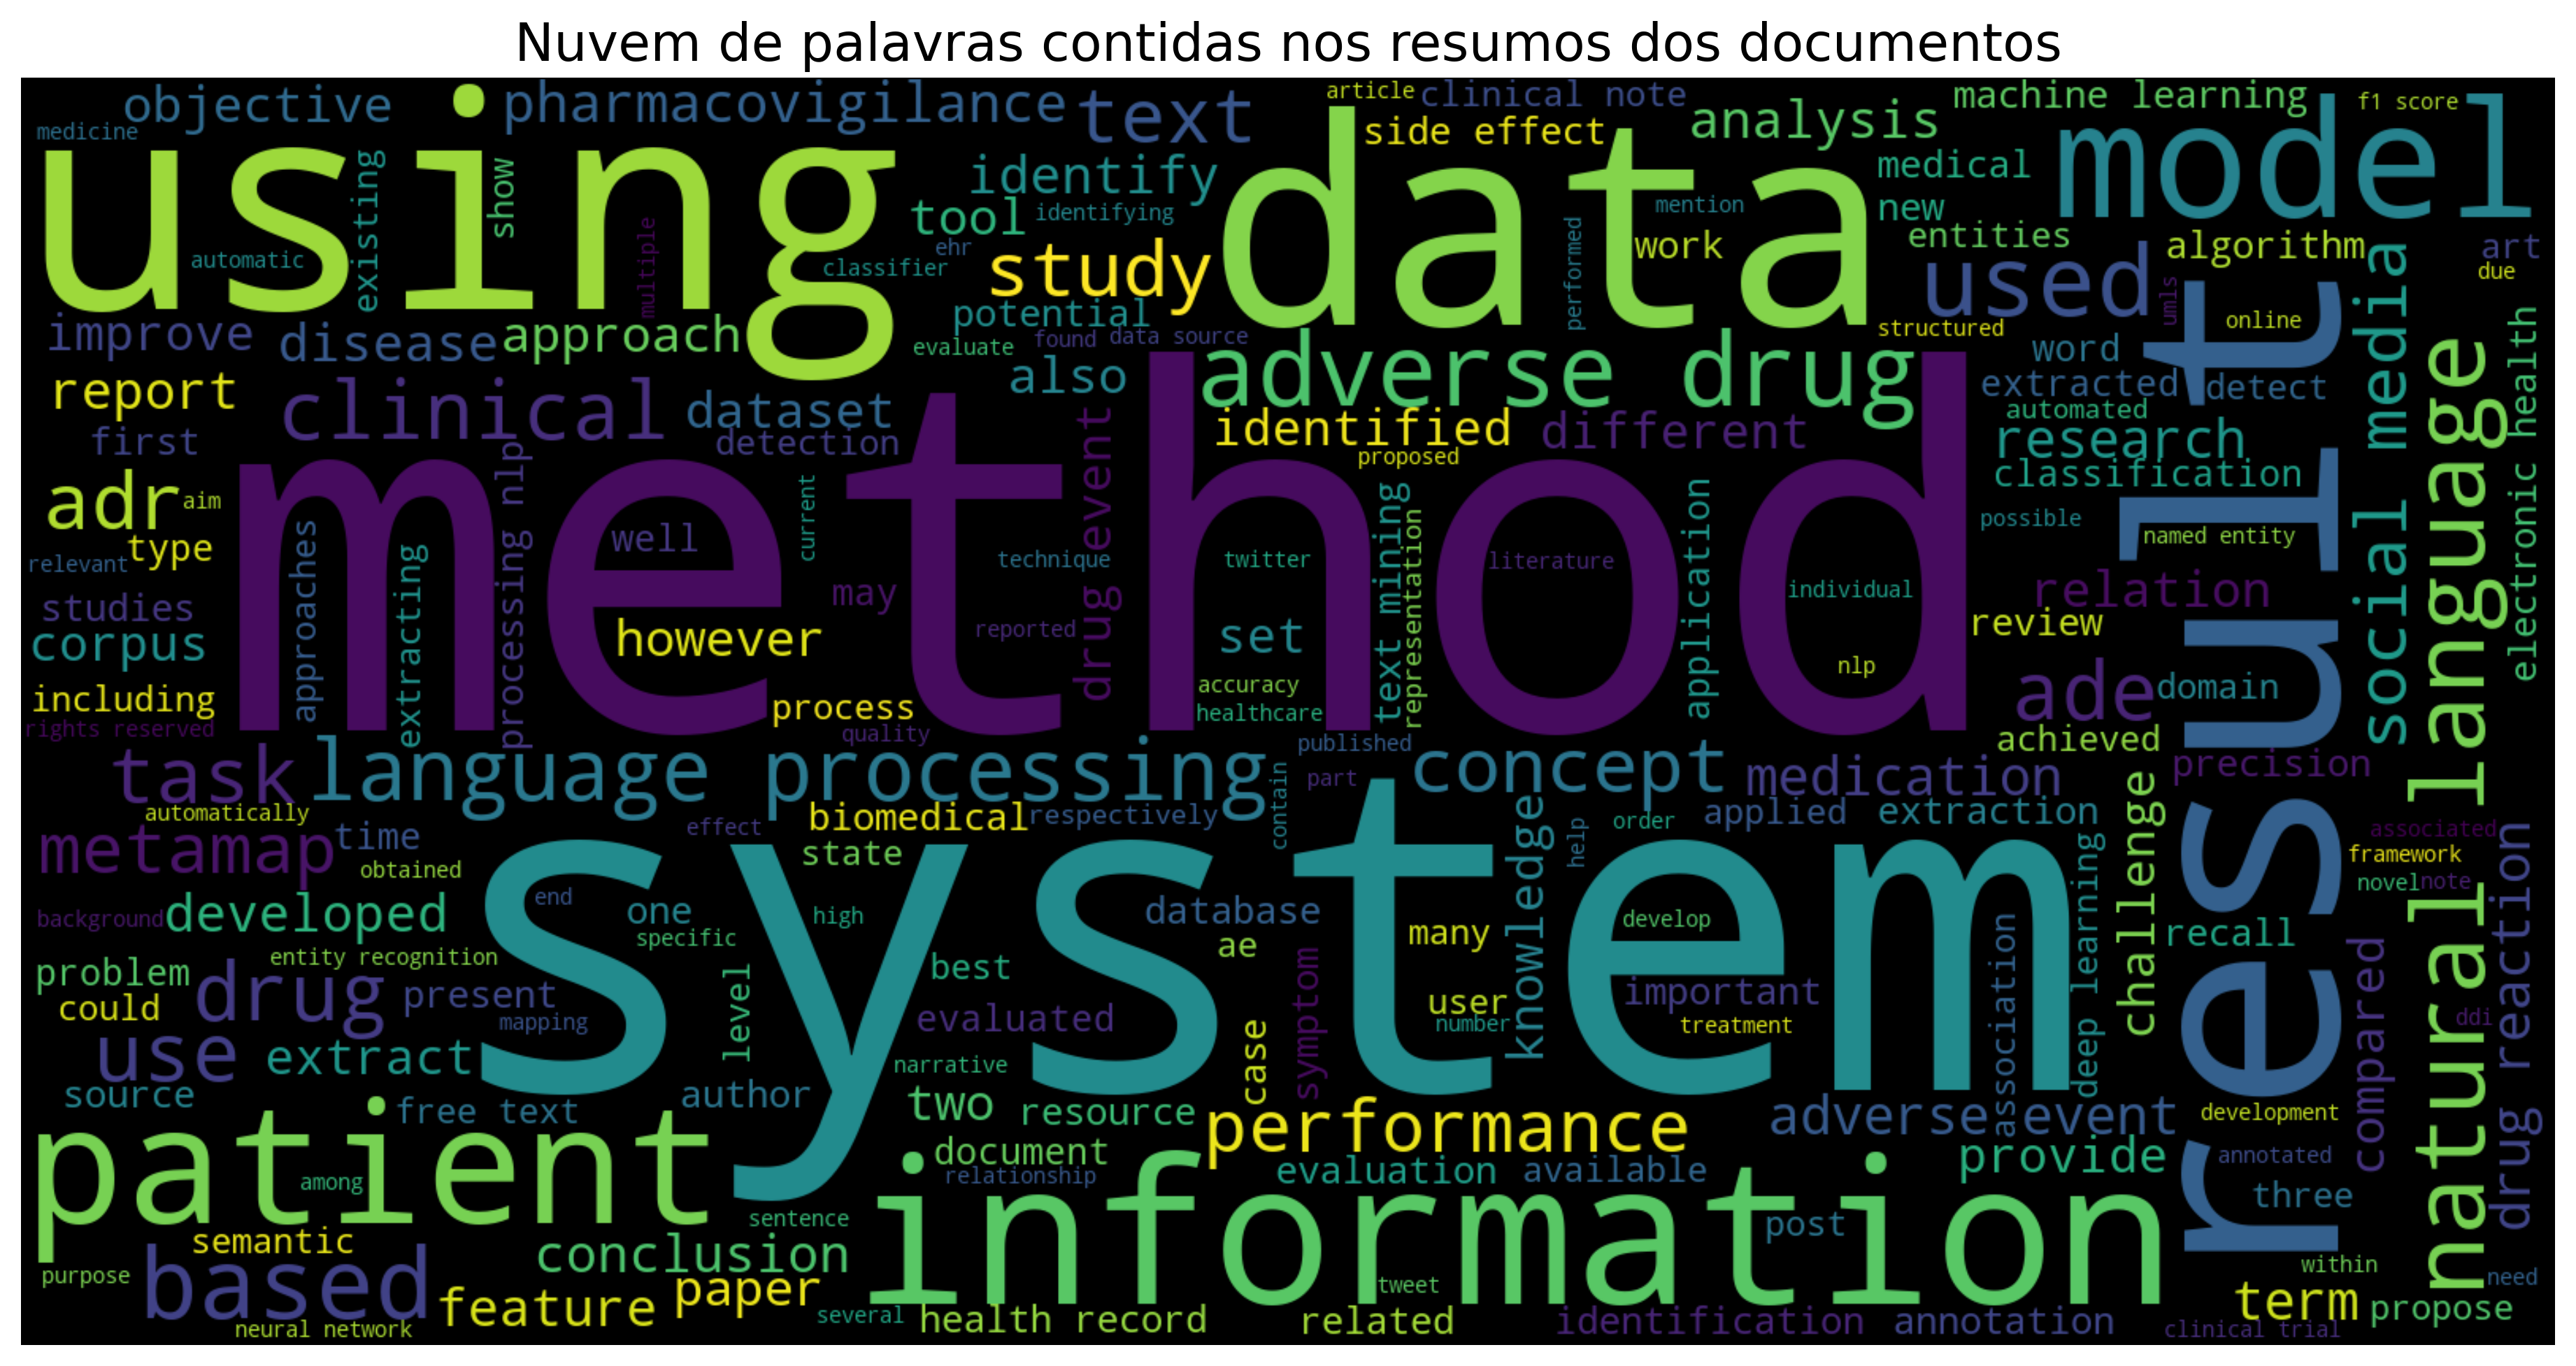 Nuvem de palavras contidas nos resumos dos documentos
medicine
objective
pharmacovigilance
text
article
clinical note
machine learning
f1 score
using
existing
show
automatic
multiple
identify
tool
identifying
ehr
classifier
study
potential
data
side effect
analysis
mention
performed
work
medical
new
entities
model
used
algorithm
art
due
umls
online
structured
improve
disease
approach
evaluate
found
data source
adverse drug
word
extracted
detect
social media
natural language
electronic health
result
report
clinical
dataset
also
first
detection
identified
different
proposed
automated
research
classification
adr
aim
type
relevant
studies
corpus
including
rights reserved
approaches
extracting
processing nlp
method
well
current
may
however
process
quality
technique
reported
drug event
twitter
set
accuracy
healthcare
text mining
representation
literature
application
individual
nlp
possible
named entity
relation
review
ade
domain
achieved
precision
published
part
task
language processing
contain
concept
medication
automatically
metamap
time
obtained
effect
biomedical
respectively
state
knowledge
help
order
applied
extraction
challenge
deep learning
associated
framework
novel
note
background
developed
system
end
one
specific
high
database
ae
many
develop
association
recall
compared
drug reaction
ddi
entity recognition
problem
could
drug
present
mapping
level
best
evaluated
symptom
user
number
important
treatment
use
extract
narrative
case
source
free text
author
two
resource
document
relationship
performance
adverse event
development
annotated
provide
evaluation
available
three
patient
among
sentence
information
post
semantic
purpose
based
conclusion
feature
paper
neural network
several
health record
tweet
related
identification
annotation
within
need
term
propose
clinical trial